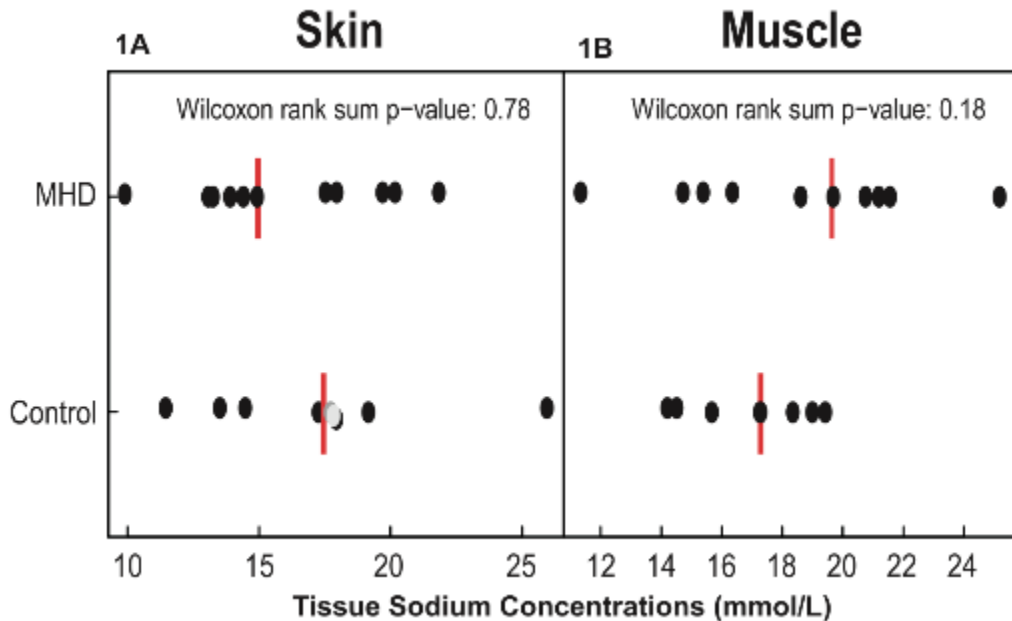 1A
Skin
1B
Muscle
Wilcoxon rank sum p−value: 0.78
Wilcoxon rank sum p−value: 0.18
MHD
Control
10 15 20 25
12 14 16 18 20 22 24
Tissue Sodium Concentrations (mmol/L)